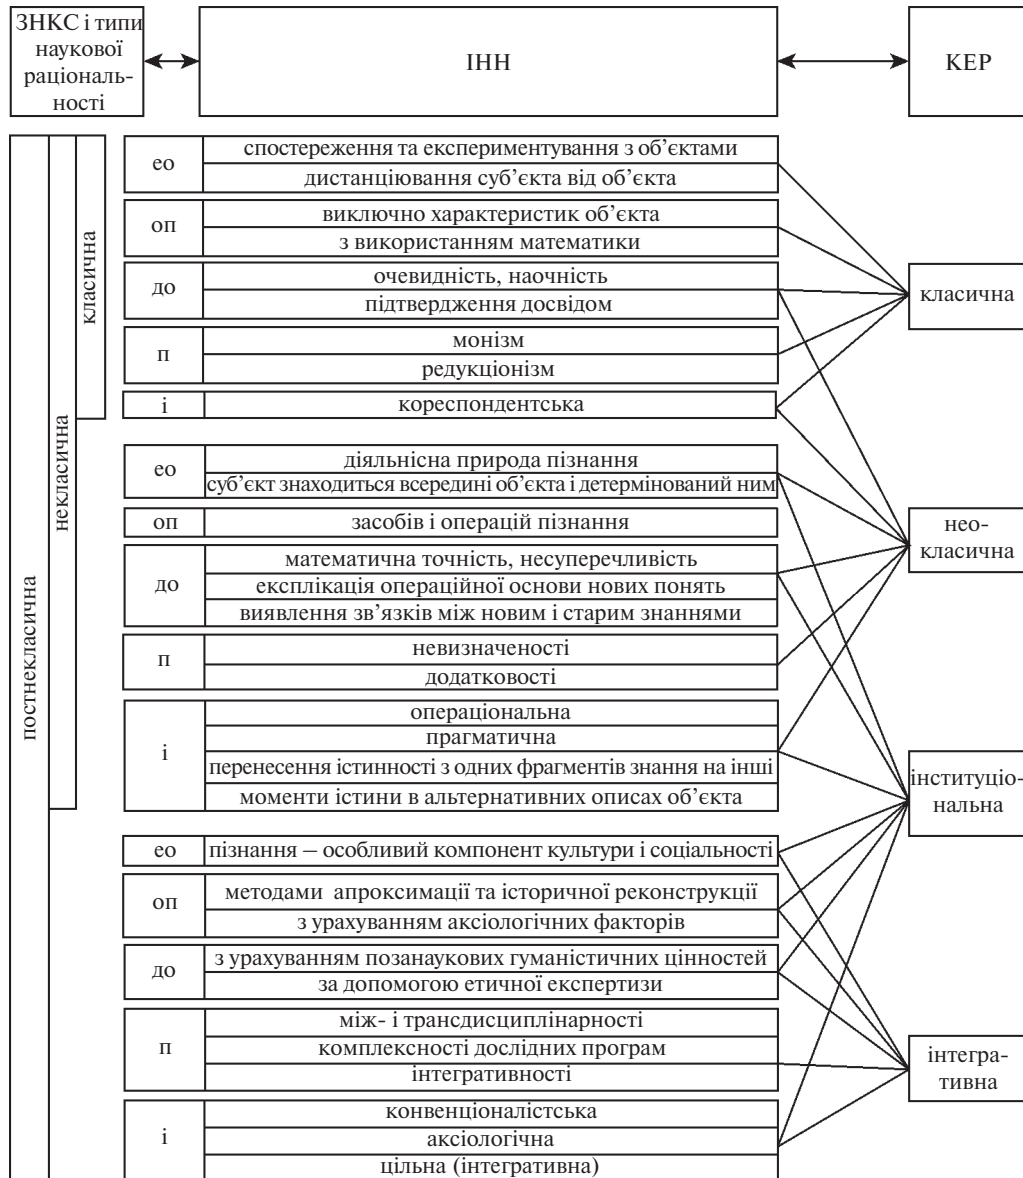 ЗНКС і типи
наукової
раціональ-
ності
ІНН
КЕР
постнекласична
некласична
класична
ео
спостереження та експериментування з об’єктами
дистанціювання суб’єкта від об’єкта
оп
виключно характеристик об’єкта
з використанням математики
до
очевидність, наочність
підтвердження досвідом
п
монізм
редукціонізм
і
кореспондентська
класична
ео
діяльнісна природа пізнання
суб’єкт знаходиться всередині об’єкта і детермінований ним
оп
засобів і операцій пізнання
до
математична точність, несуперечливість
експлікація операційної основи нових понять
виявлення зв’язків між новим і старим знаннями
п
невизначеності
додатковості
і
операціональна
прагматична
перенесення істинності з одних фрагментів знання на інші
моменти істини в альтернативних описах об’єкта
нео-
класична
інституціо-
нальна
ео
пізнання – особливий компонент культури і соціальності
оп
методами апроксимації та історичної реконструкції
з урахуванням аксіологічних факторів
до
з урахуванням позанаукових гуманістичних цінностей
за допомогою етичної експертизи
п
між- і трансдисциплінарності
комплексності дослідних програм
інтегративності
і
конвенціоналістська
аксіологічна
цільна (інтегративна)
інтегра-
тивна